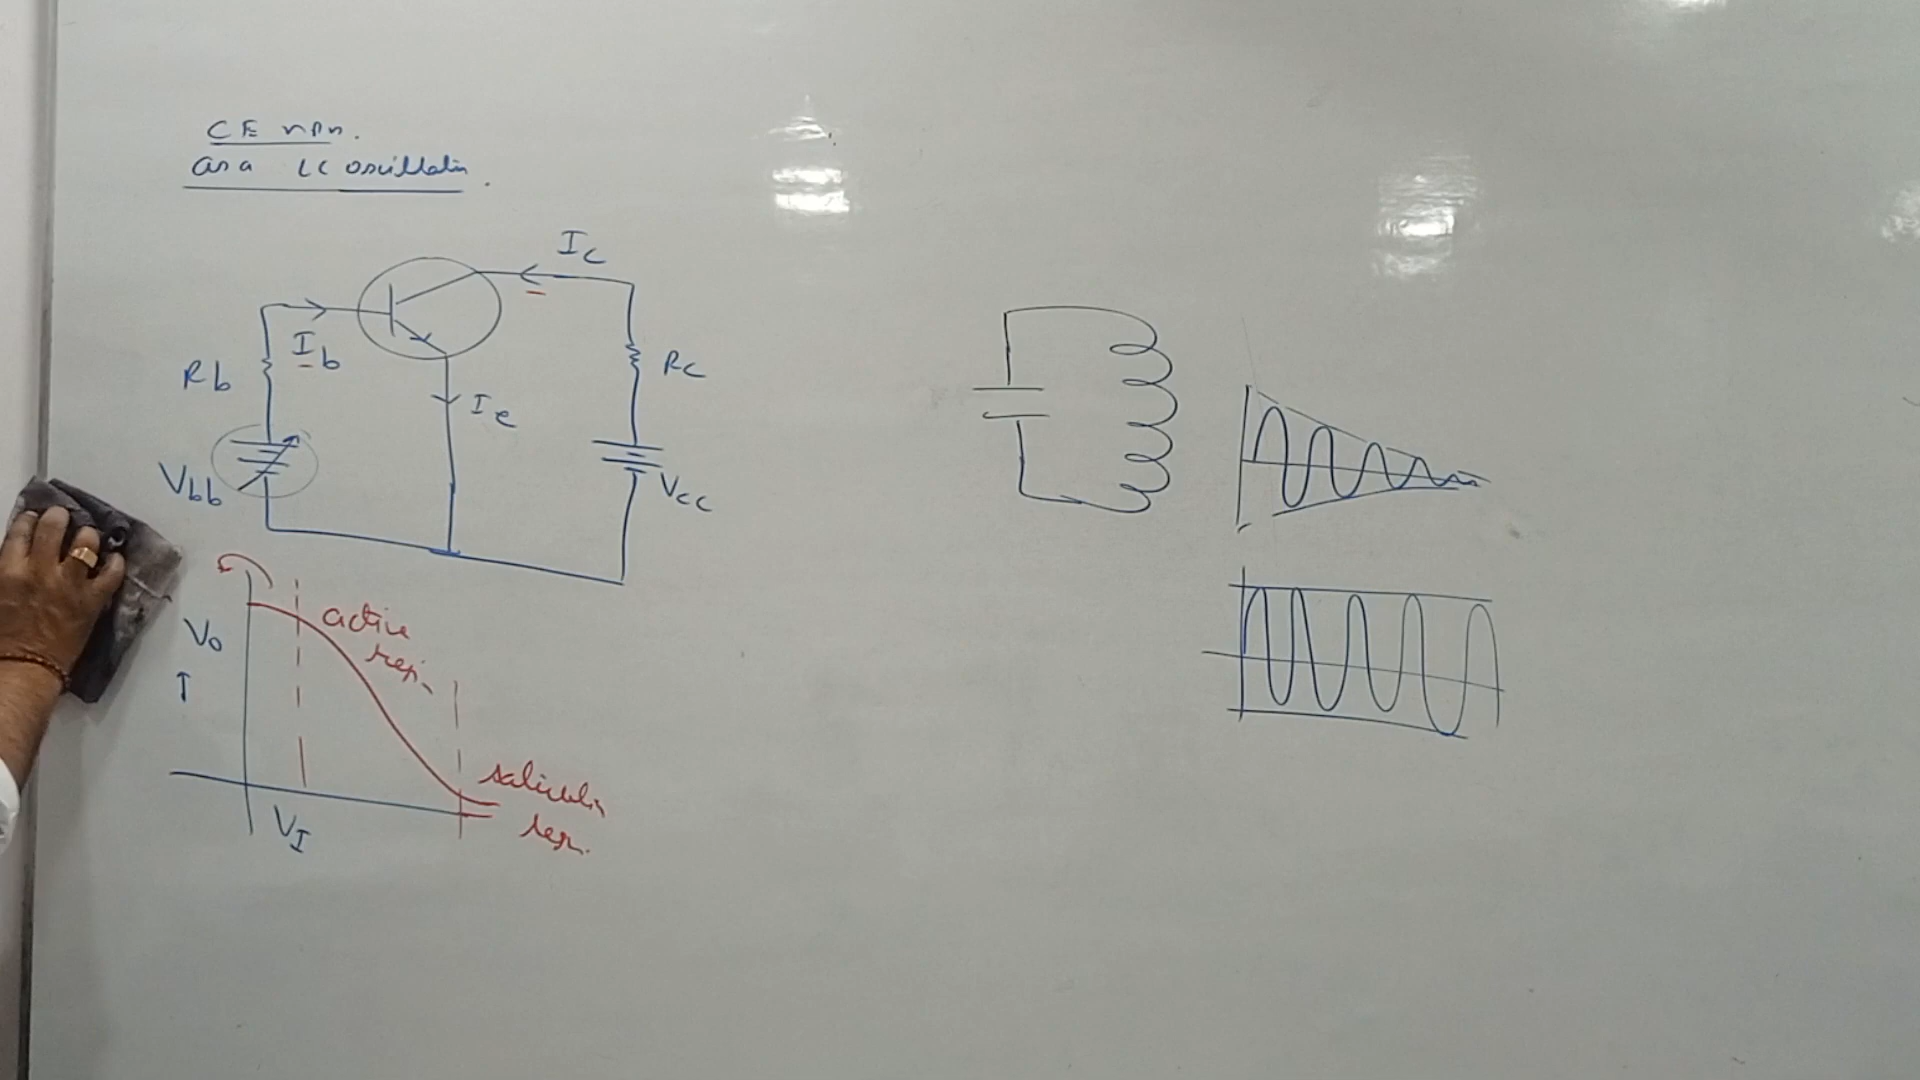 CE npn.
as a LC oscillator.
Ic
Ib
Rb
Rc
Ie
Vbb
Vcc
active
reg.
Vo
↑
saturation
reg.
VI